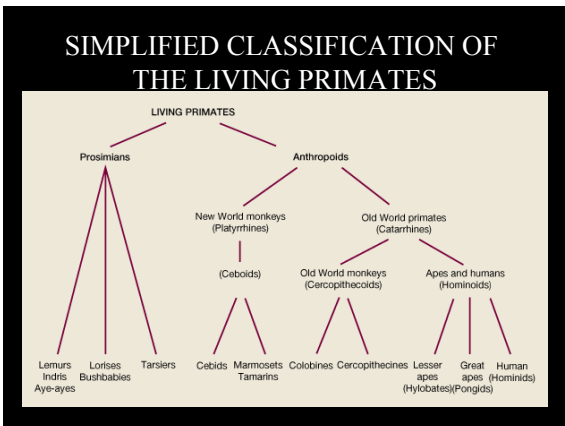 SIMPLIFIED CLASSIFICATION OF
THE LIVING PRIMATES
LIVING PRIMATES
Prosimians
Anthropoids
New World monkeys
(Platyrrhines)
Old World primates
(Catarrhines)
(Ceboids)
Old World monkeys
(Cercopithecoids)
Apes and humans
(Hominoids)
Lemurs
Indris
Aye-ayes
Lorises
Bushbabies
Tarsiers
Cebids
Marmosets
Tamarins
Colobines
Cercopithecines
Lesser
apes
(Hylobates)
Great
apes
(Pongids)
Human
(Hominids)